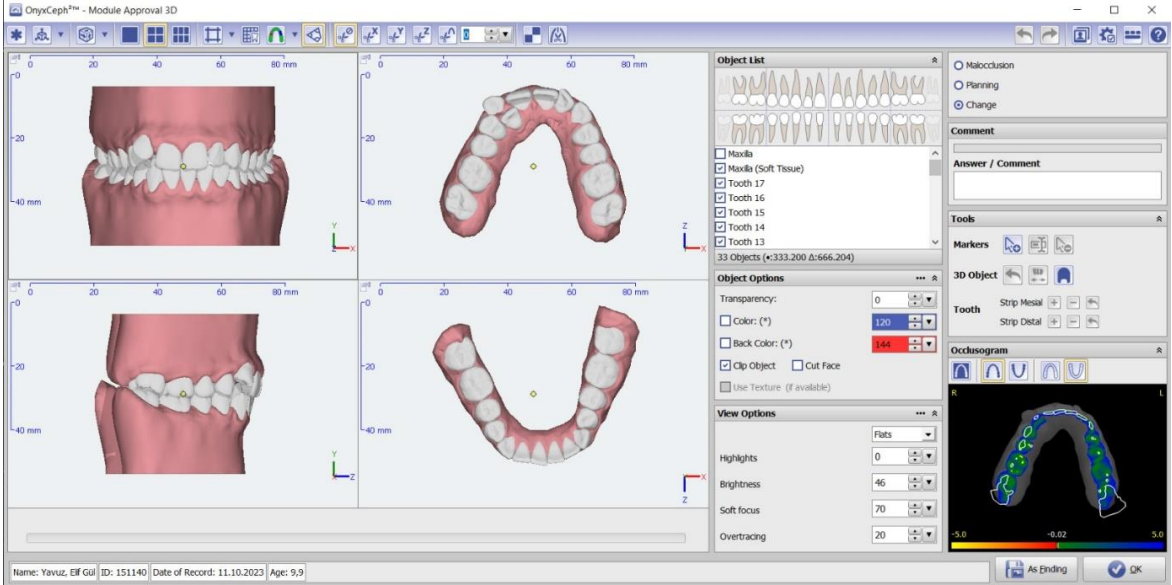 OnyxCeph³™ - Module Approval 3D
0
0 20 40 60 80 mm
0
20
40 mm
Y
Z X
0 20 40 60 80 mm
0
20
40 mm
Z
X
0 20 40 60 80 mm
0
20
40 mm
Y
X Z
0 20 40 60 80 mm
0
20
40 mm
X
Z
Object List
Maxilla
Maxilla (Soft Tissue)
Tooth 17
Tooth 16
Tooth 15
Tooth 14
Tooth 13
33 Objects (•:333.200 Δ:666.204)
Object Options
Transparency: 0
Color: (*) 120
Back Color: (*) 144
Clip Object Cut Face
Use Texture (if available)
View Options
Flats
Highlights 0
Brightness 46
Soft focus 70
Overtracing 20
Malocclusion
Planning
Change
Comment
Answer / Comment
Tools
Markers
3D Object
Tooth
Strip Mesial
Strip Distal
Occlusogram
R L
-5.0 -0.02 5.0
Name: Yavuz, Elif Gül ID: 151140 Date of Record: 11.10.2023 Age: 9,9
As Finding OK